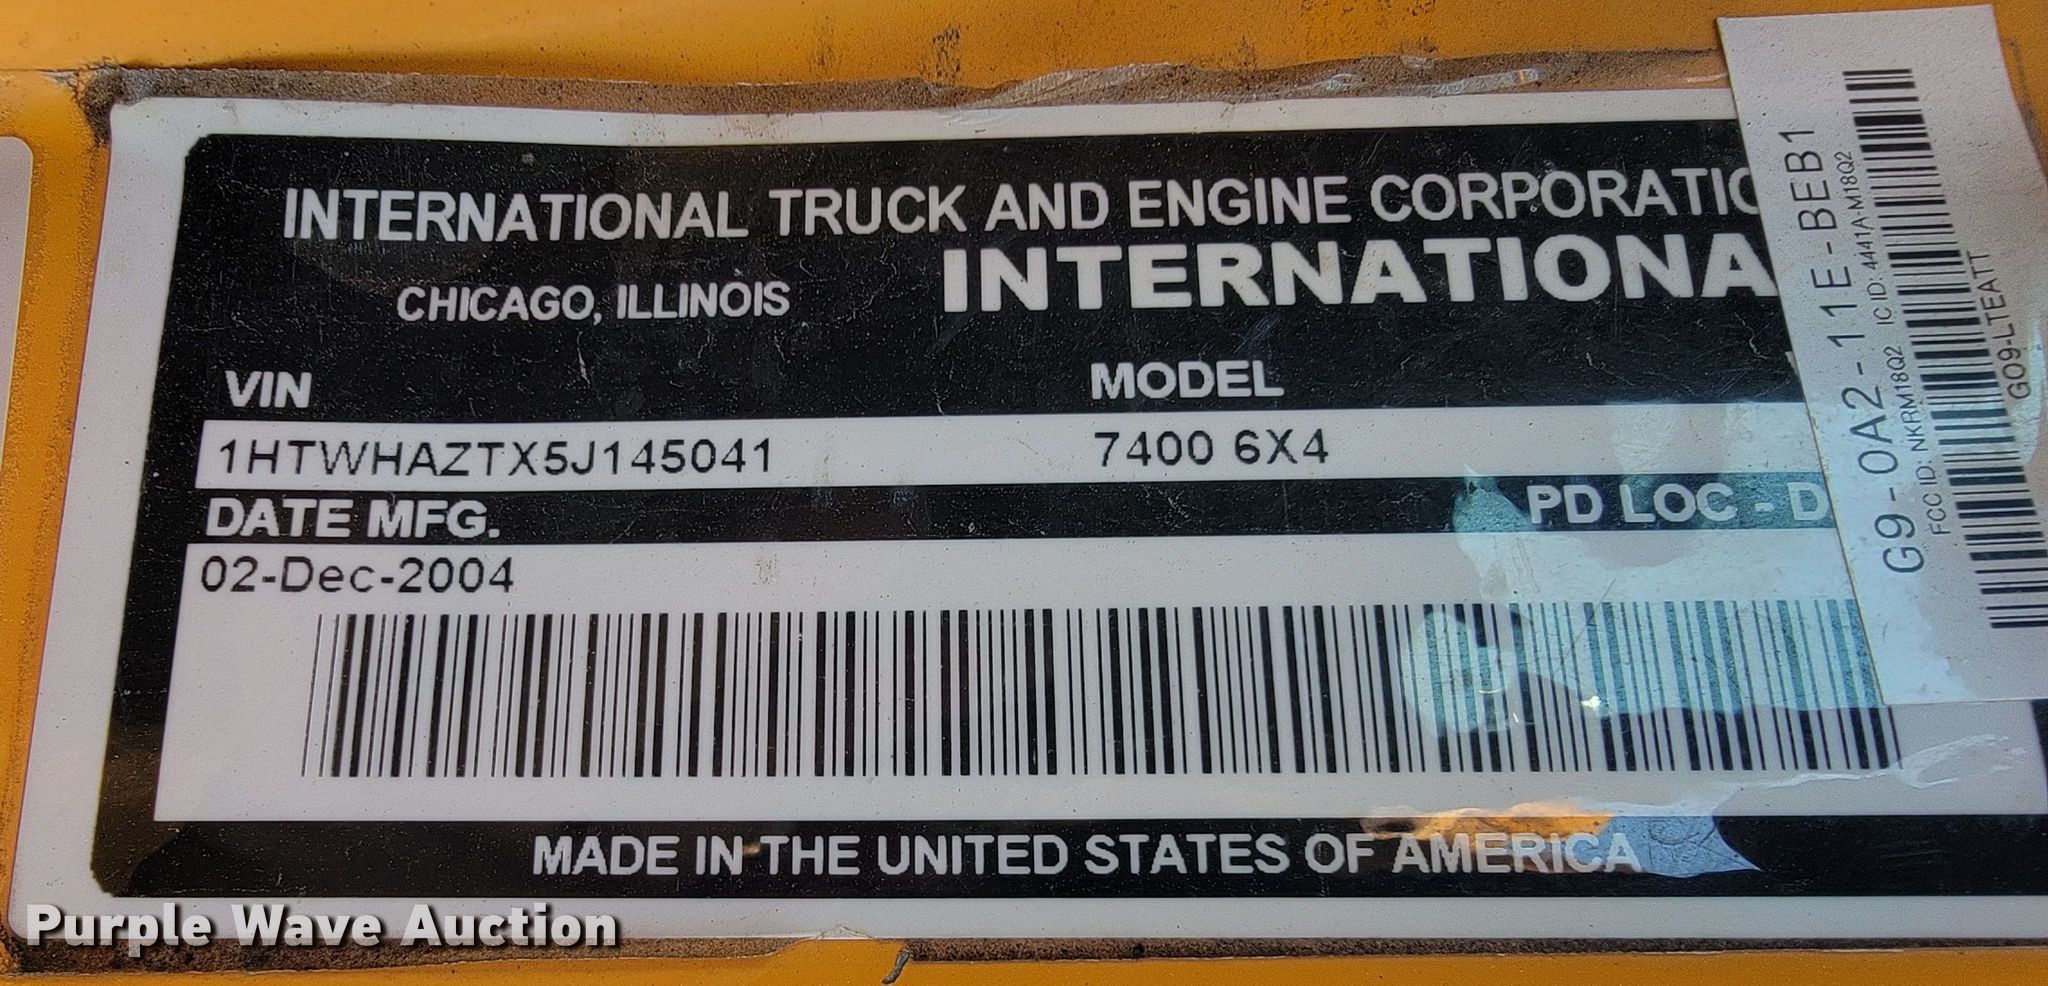 INTERNATIONAL TRUCK AND ENGINE CORPORATIO
CHICAGO, ILLINOIS
INTERNATIONA
VIN
MODEL
1HTWHAZTX5J145041
7400 6X4
DATE MFG.
PD LOC - D
02-Dec-2004
MADE IN THE UNITED STATES OF AMERICA
G9-0A2-11E-BEB1
FCC ID: NKRM18Q2 IC ID: 4441A-M18Q2
GO9-LTEATT
Purple Wave Auction